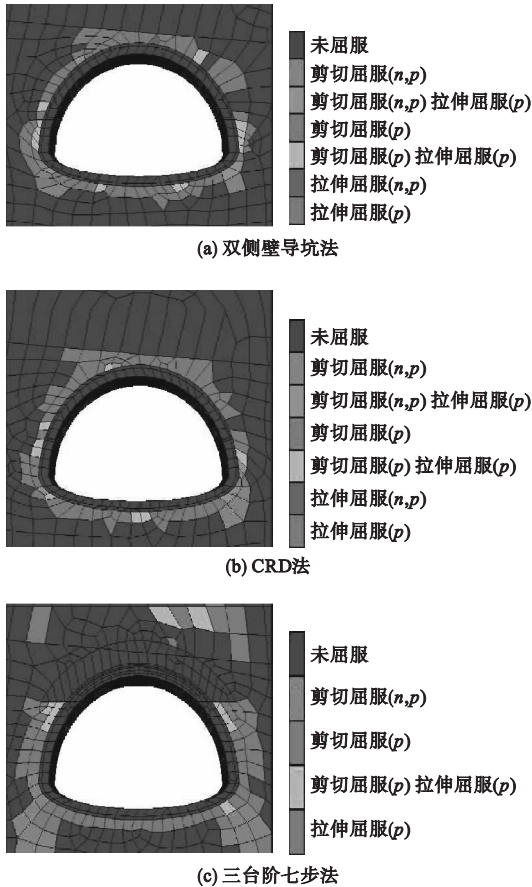 未屈服
剪切屈服(n,p)
剪切屈服(n,p) 拉伸屈服(p)
剪切屈服(p)
剪切屈服(p) 拉伸屈服(p)
拉伸屈服(n,p)
拉伸屈服(p)
(a) 双侧壁导坑法
未屈服
剪切屈服(n,p)
剪切屈服(n,p) 拉伸屈服(p)
剪切屈服(p)
剪切屈服(p) 拉伸屈服(p)
拉伸屈服(n,p)
拉伸屈服(p)
(b) CRD法
未屈服
剪切屈服(n,p)
剪切屈服(p)
剪切屈服(p) 拉伸屈服(p)
拉伸屈服(p)
(c) 三台阶七步法